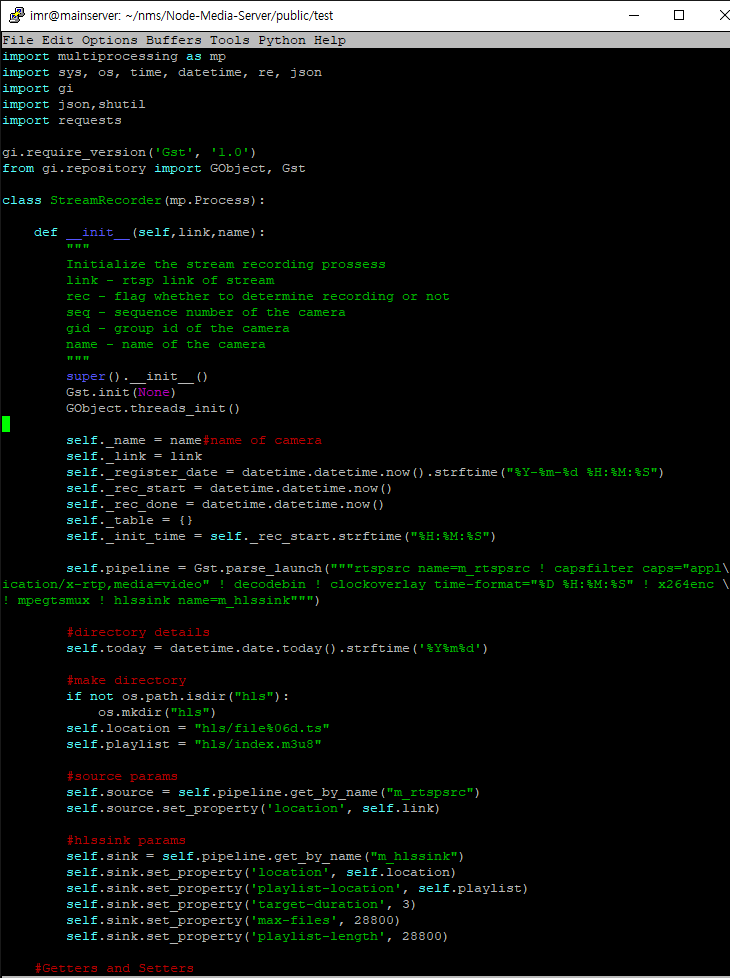 imr@mainserver: ~/nms/Node-Media-Server/public/test
File Edit Options Buffers Tools Python Help
import multiprocessing as mp
import sys, os, time, datetime, re, json
import gi
import json,shutil
import requests

gi.require_version('Gst', '1.0')
from gi.repository import GObject, Gst

class StreamRecorder(mp.Process):

    def __init__(self,link,name):
        """
        Initialize the stream recording prossess
        link - rtsp link of stream
        rec - flag whether to determine recording or not
        seq - sequence number of the camera
        gid - group id of the camera
        name - name of the camera
        """
        super().__init__()
        Gst.init(None)
        GObject.threads_init()

        self._name = name#name of camera
        self._link = link
        self._register_date = datetime.datetime.now().strftime("%Y-%m-%d %H:%M:%S")
        self._rec_start = datetime.datetime.now()
        self._rec_done = datetime.datetime.now()
        self._table = {}
        self._init_time = self._rec_start.strftime("%H:%M:%S")

        self.pipeline = Gst.parse_launch("""rtspsrc name=m_rtspsrc ! capsfilter caps="appl\
ication/x-rtp,media=video" ! decodebin ! clockoverlay time-format="%D %H:%M:%S" ! x264enc \
! mpegtsmux ! hlssink name=m_hlssink""")

        #directory details
        self.today = datetime.date.today().strftime('%Y%m%d')

        #make directory
        if not os.path.isdir("hls"):
            os.mkdir("hls")
        self.location = "hls/file%06d.ts"
        self.playlist = "hls/index.m3u8"

        #source params
        self.source = self.pipeline.get_by_name("m_rtspsrc")
        self.source.set_property('location', self.link)

        #hlssink params
        self.sink = self.pipeline.get_by_name("m_hlssink")
        self.sink.set_property('location', self.location)
        self.sink.set_property('playlist-location', self.playlist)
        self.sink.set_property('target-duration', 3)
        self.sink.set_property('max-files', 28800)
        self.sink.set_property('playlist-length', 28800)

    #Getters and Setters